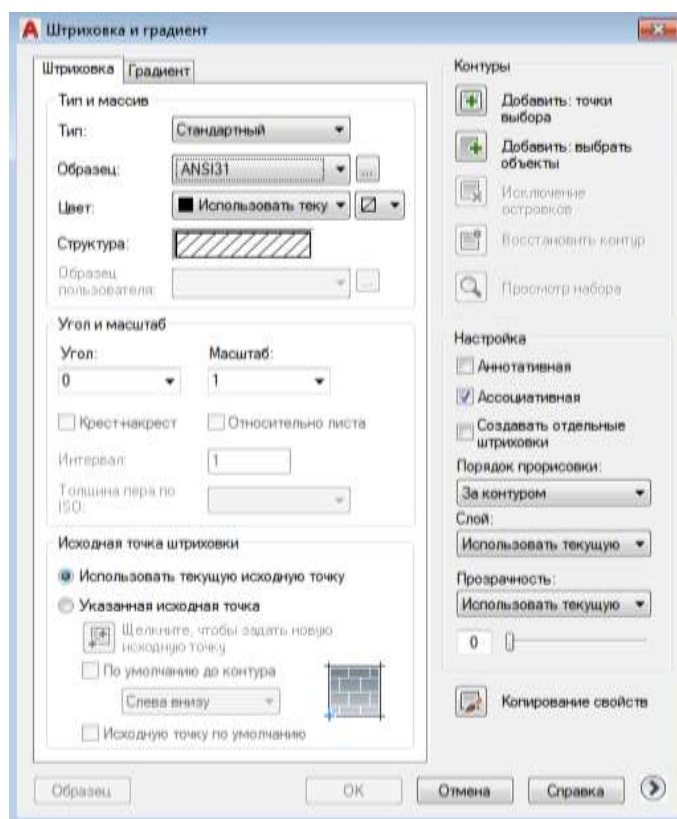 Штриховка и градиент
Штриховка Градиент
Тип и массив
Тип:
Стандартный
Образец:
ANSI31
...
Цвет:
Использовать теку
Структура:
Образец
пользователя:
...
Угол и масштаб
Угол:
Масштаб:
0
1
Крест-накрест
Относительно листа
Интервал:
1
Толщина пера по
ISO:
Исходная точка штриховки
Использовать текущую исходную точку
Указанная исходная точка
Щелкните, чтобы задать новую
исходную точку
По умолчанию до контура
Слева внизу
Исходную точку по умолчанию
Контуры
Добавить: точки
выбора
Добавить: выбрать
объекты
Исключение
островков
Восстановить контур
Просмотр набора
Настройка
Аннотативная
Ассоциативная
Создавать отдельные
штриховки
Порядок прорисовки:
За контуром
Слой:
Использовать текущую
Прозрачность:
Использовать текущую
0
Копирование свойств
Образец
ОК
Отмена
Справка